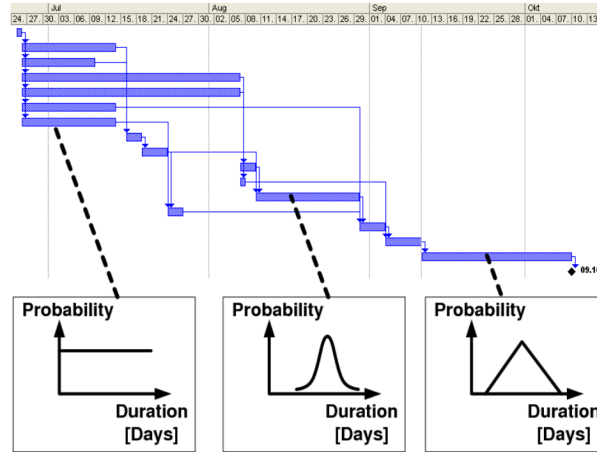 Jul Aug Sep Okt
24. 27. 30. 03. 06. 09. 12. 15. 18. 21. 24. 27. 30. 02. 05. 08. 11. 14. 17. 20. 23. 26. 29. 01. 04. 07. 10. 13. 16. 19. 22. 25. 28. 01. 04. 07. 10. 13
09.10
Probability Probability Probability
Duration Duration Duration
[Days] [Days] [Days]